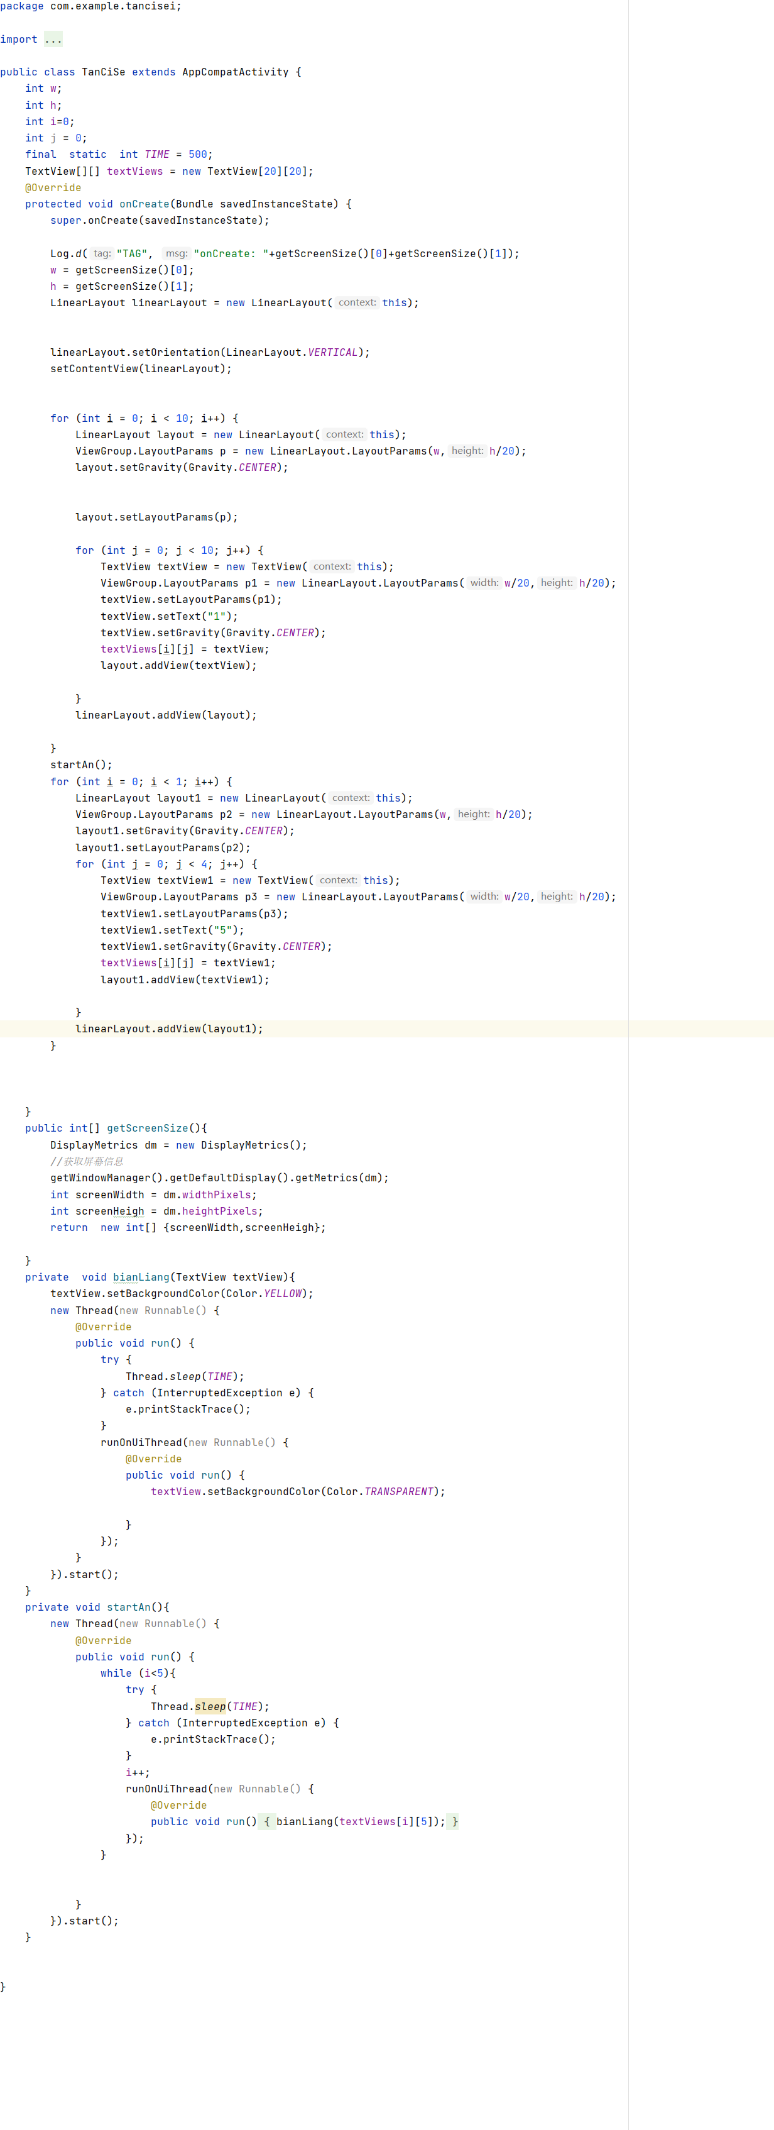 package com.example.tancisei;
import ...
public class TanCiSe extends AppCompatActivity {
int w;
int h;
int i=0;
int j = 0;
final static int TIME = 500;
TextView[][] textViews = new TextView[20][20];
@Override
protected void onCreate(Bundle savedInstanceState) {
super.onCreate(savedInstanceState);
Log.d( tag: "TAG", msg: "onCreate: "+getScreenSize()[0]+getScreenSize()[1]);
w = getScreenSize()[0];
h = getScreenSize()[1];
LinearLayout linearLayout = new LinearLayout( context: this);
linearLayout.setOrientation(LinearLayout.VERTICAL);
setContentView(linearLayout);
for (int i = 0; i < 10; i++) {
LinearLayout layout = new LinearLayout( context: this);
ViewGroup.LayoutParams p = new LinearLayout.LayoutParams(w, height: h/20);
layout.setGravity(Gravity.CENTER);
layout.setLayoutParams(p);
for (int j = 0; j < 10; j++) {
TextView textView = new TextView( context: this);
ViewGroup.LayoutParams p1 = new LinearLayout.LayoutParams( width: w/20, height: h/20);
textView.setLayoutParams(p1);
textView.setText("1");
textView.setGravity(Gravity.CENTER);
textViews[i][j] = textView;
layout.addView(textView);
}
linearLayout.addView(layout);
}
startAn();
for (int i = 0; i < 1; i++) {
LinearLayout layout1 = new LinearLayout( context: this);
ViewGroup.LayoutParams p2 = new LinearLayout.LayoutParams(w, height: h/20);
layout1.setGravity(Gravity.CENTER);
layout1.setLayoutParams(p2);
for (int j = 0; j < 4; j++) {
TextView textView1 = new TextView( context: this);
ViewGroup.LayoutParams p3 = new LinearLayout.LayoutParams( width: w/20, height: h/20);
textView1.setLayoutParams(p3);
textView1.setText("5");
textView1.setGravity(Gravity.CENTER);
textViews[i][j] = textView1;
layout1.addView(textView1);
}
linearLayout.addView(layout1);
}
}
public int[] getScreenSize(){
DisplayMetrics dm = new DisplayMetrics();
//获取屏幕信息
getWindowManager().getDefaultDisplay().getMetrics(dm);
int screenWidth = dm.widthPixels;
int screenHeigh = dm.heightPixels;
return new int[] {screenWidth,screenHeigh};
}
private void bianLiang(TextView textView){
textView.setBackgroundColor(Color.YELLOW);
new Thread(new Runnable() {
@Override
public void run() {
try {
Thread.sleep(TIME);
} catch (InterruptedException e) {
e.printStackTrace();
}
runOnUiThread(new Runnable() {
@Override
public void run() {
textView.setBackgroundColor(Color.TRANSPARENT);
}
});
}
}).start();
}
private void startAn(){
new Thread(new Runnable() {
@Override
public void run() {
while (i<5){
try {
Thread.sleep(TIME);
} catch (InterruptedException e) {
e.printStackTrace();
}
i++;
runOnUiThread(new Runnable() {
@Override
public void run() { bianLiang(textViews[i][5]); }
});
}
}
}).start();
}
}